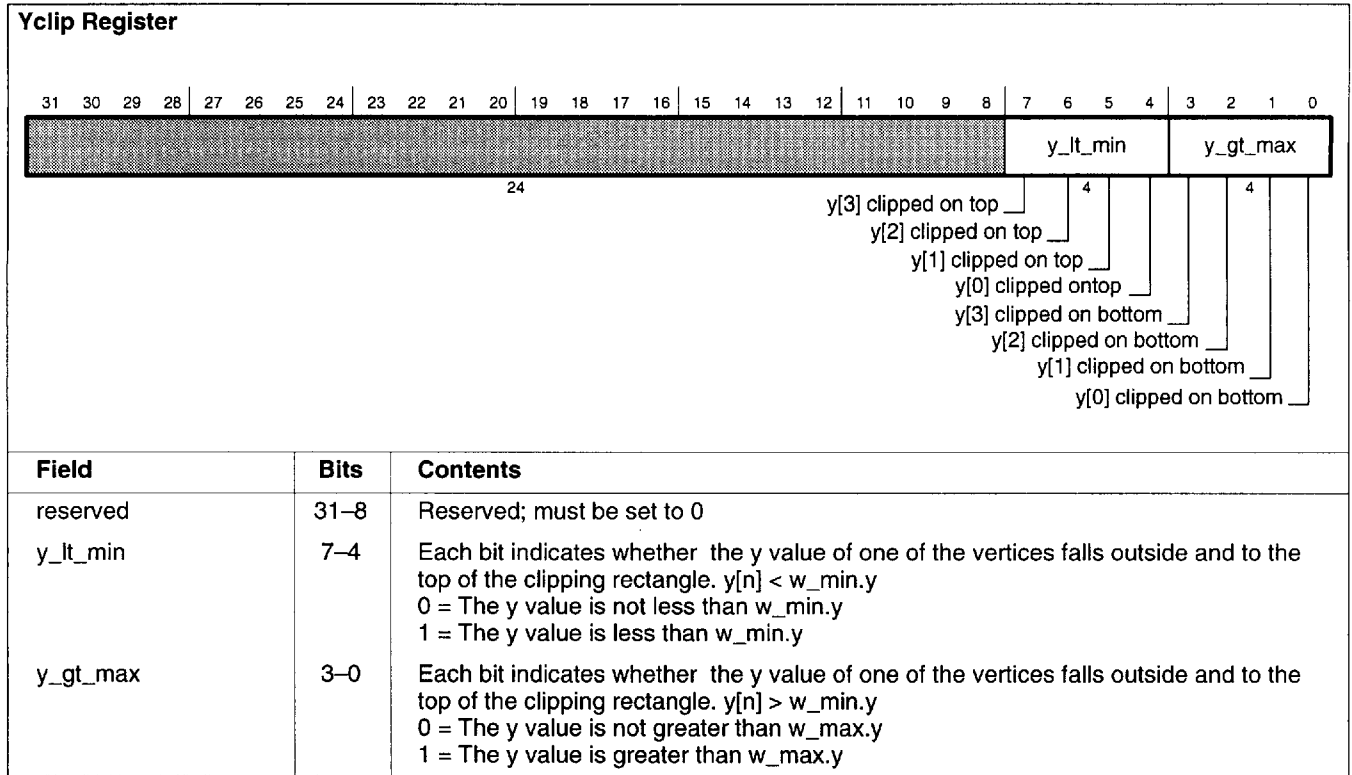 Yclip Register
31 30 29 28 27 26 25 24 23 22 21 20 19 18 17 16 15 14 13 12 11 10 9 8 7 6 5 4 3 2 1 0
y_lt_min y_gt_max
24 4 4
y[3] clipped on top
y[2] clipped on top
y[1] clipped on top
y[0] clipped ontop
y[3] clipped on bottom
y[2] clipped on bottom
y[1] clipped on bottom
y[0] clipped on bottom
Field Bits Contents
reserved 31–8 Reserved; must be set to 0
y_lt_min 7–4 Each bit indicates whether the y value of one of the vertices falls outside and to the
top of the clipping rectangle. y[n] < w_min.y
0 = The y value is not less than w_min.y
1 = The y value is less than w_min.y
y_gt_max 3–0 Each bit indicates whether the y value of one of the vertices falls outside and to the
top of the clipping rectangle. y[n] > w_min.y
0 = The y value is not greater than w_max.y
1 = The y value is greater than w_max.y